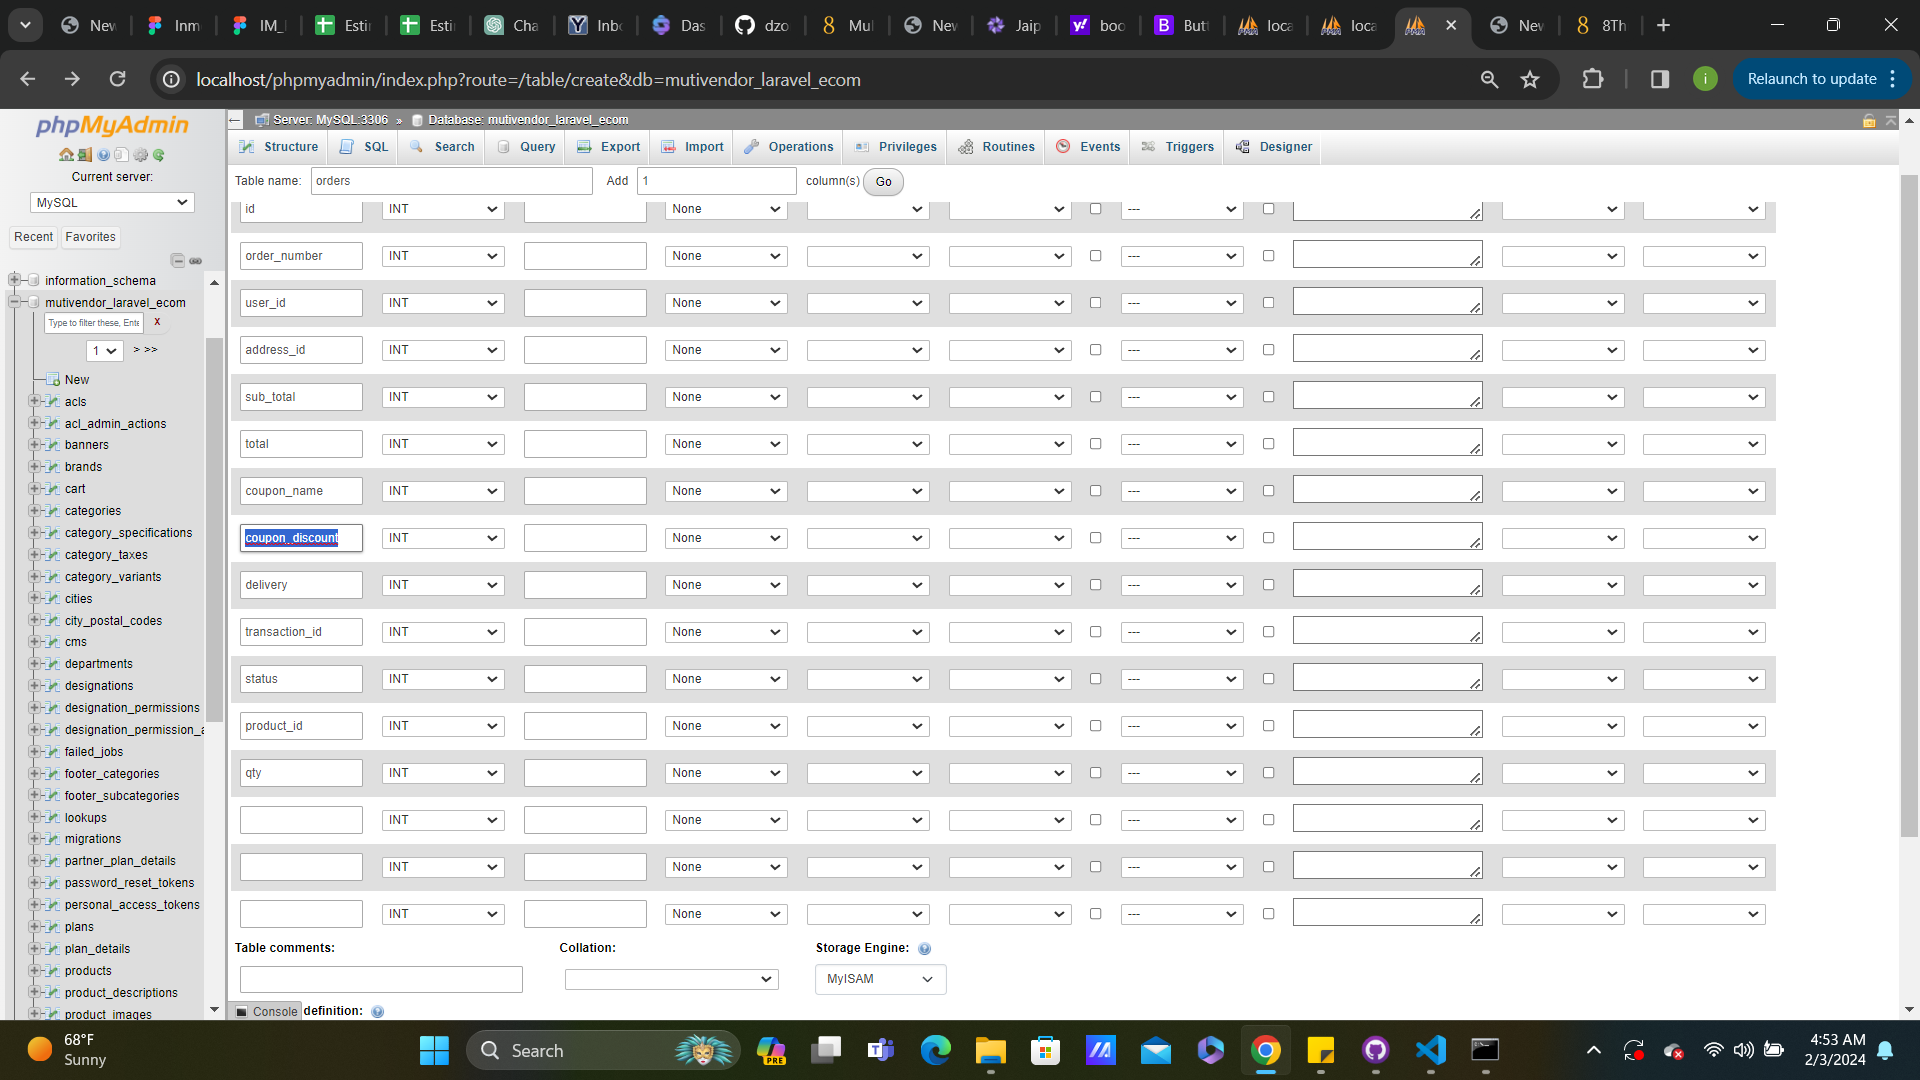 New
Inm
IM_l
Estir
Esti
Cha
Inbo
Das
dzo
Mul
New
Jaip
boo
Butt
loca
loca
New
8Th
localhost/phpmyadmin/index.php?route=/table/create&db=mutivendor_laravel_ecom
Relaunch to update
phpMyAdmin
Current server:
MySQL
Recent Favorites
information_schema
mutivendor_laravel_ecom
Type to filter these, Ente
X
1 > >>
New
acls
acl_admin_actions
banners
brands
cart
categories
category_specifications
category_taxes
category_variants
cities
city_postal_codes
cms
departments
designations
designation_permissions
designation_permission_a
failed_jobs
footer_categories
footer_subcategories
lookups
migrations
partner_plan_details
password_reset_tokens
personal_access_tokens
plans
plan_details
products
product_descriptions
product_images
Server: MySQL:3306 » Database: mutivendor_laravel_ecom
Structure SQL Search Query Export Import Operations Privileges Routines Events Triggers Designer
Table name: orders Add 1 column(s) Go
id INT None ---
order_number INT None ---
user_id INT None ---
address_id INT None ---
sub_total INT None ---
total INT None ---
coupon_name INT None ---
coupon_discount INT None ---
delivery INT None ---
transaction_id INT None ---
status INT None ---
product_id INT None ---
qty INT None ---
INT None ---
INT None ---
INT None ---
Table comments: Collation: Storage Engine:
MyISAM
Console definition:
68°F
Sunny
Search
PRE
4:53 AM
2/3/2024